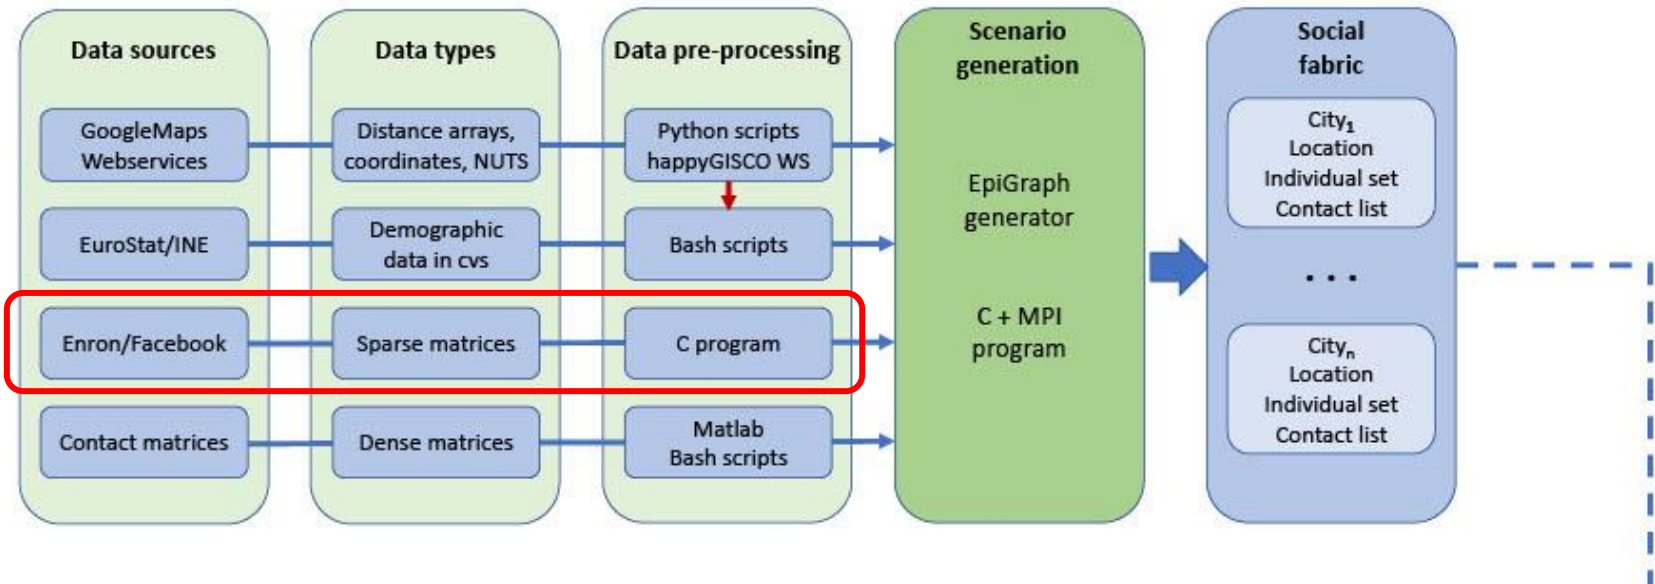 Data sources
GoogleMaps
Webservices
EuroStat/INE
Enron/Facebook
Contact matrices
Data types
Distance arrays,
coordinates, NUTS
Demographic
data in cvs
Sparse matrices
Dense matrices
Data pre-processing
Python scripts
happyGISCO WS
Bash scripts
C program
Matlab
Bash scripts
Scenario
generation
EpiGraph
generator
C + MPI
program
Social
fabric
City1
Location
Individual set
Contact list
. . .
Cityn
Location
Individual set
Contact list